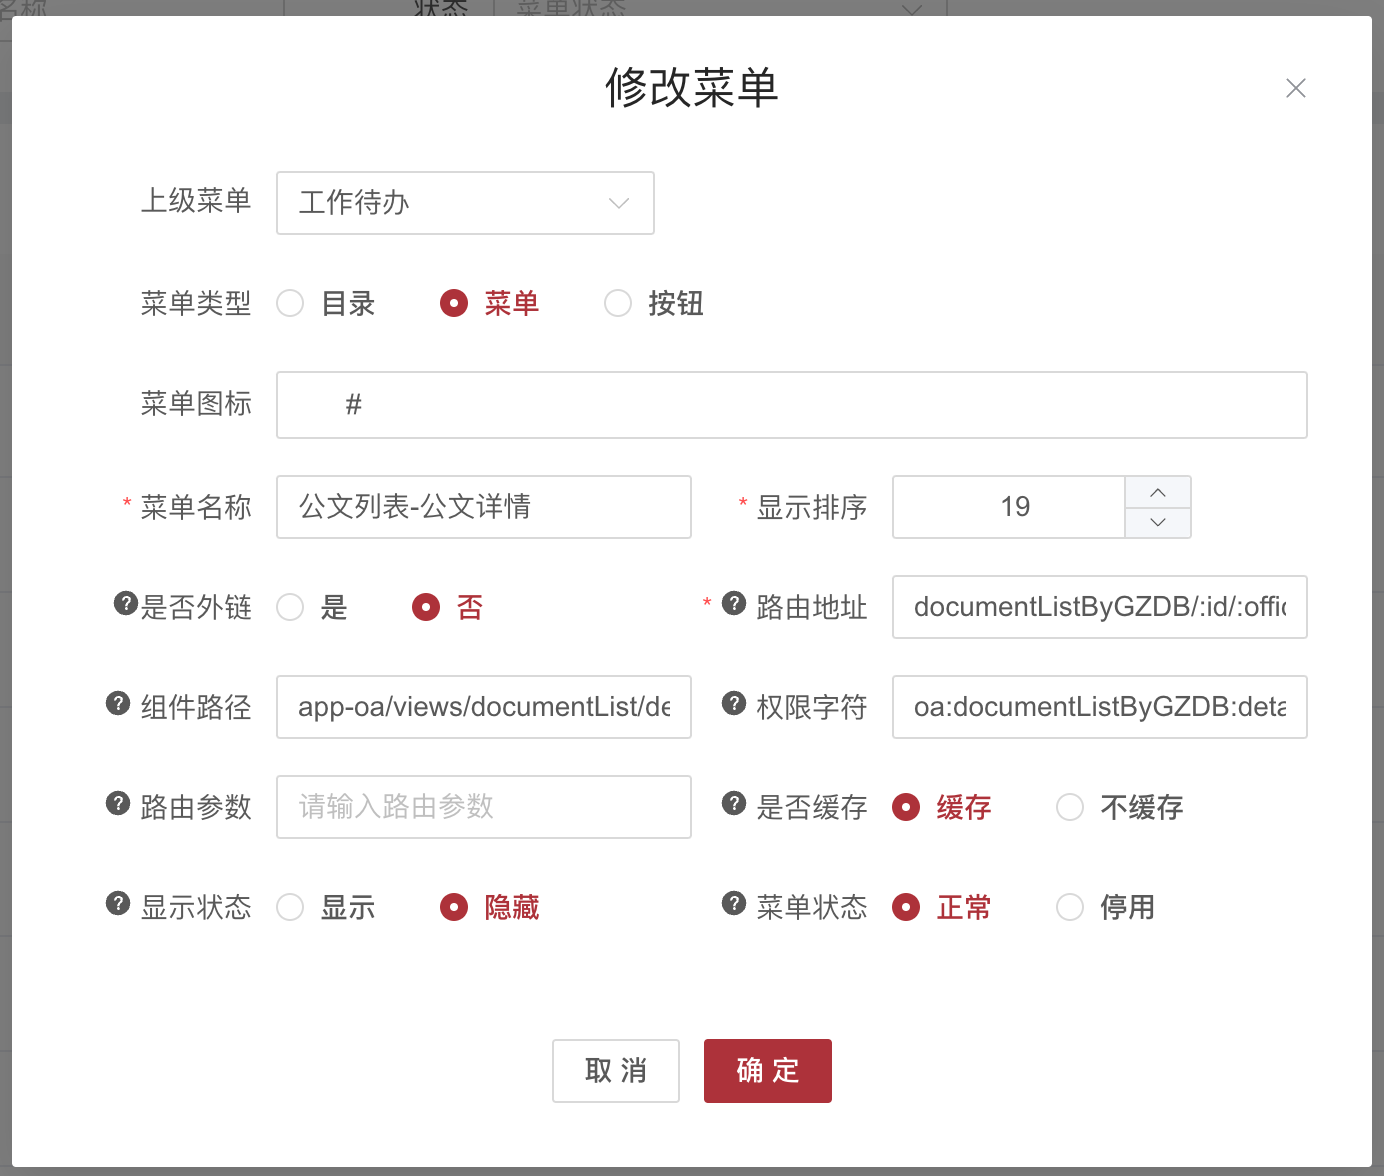 名称 状态 菜单状态
修改菜单
上级菜单 工作待办
菜单类型 目录 菜单 按钮
菜单图标 #
* 菜单名称 公文列表-公文详情 * 显示排序 19
? 是否外链 是 否 * ? 路由地址 documentListByGZDB/:id/:offic
? 组件路径 app-oa/views/documentList/de ? 权限字符 oa:documentListByGZDB:deta
? 路由参数 请输入路由参数 ? 是否缓存 缓存 不缓存
? 显示状态 显示 隐藏 ? 菜单状态 正常 停用
取 消 确 定